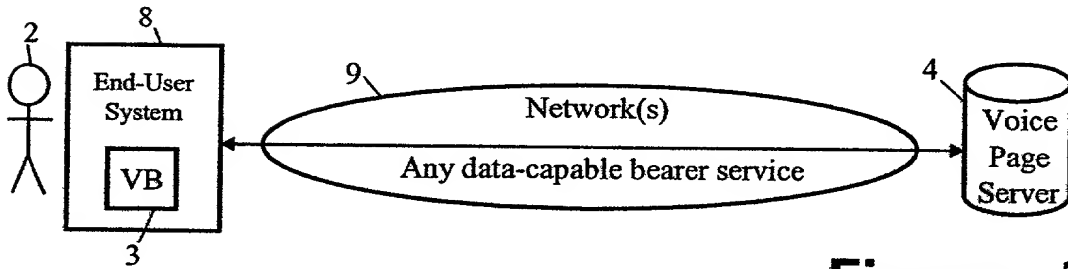 2
8
End-User
System
VB
3
9
Network(s)
Any data-capable bearer service
4
Voice
Page
Server